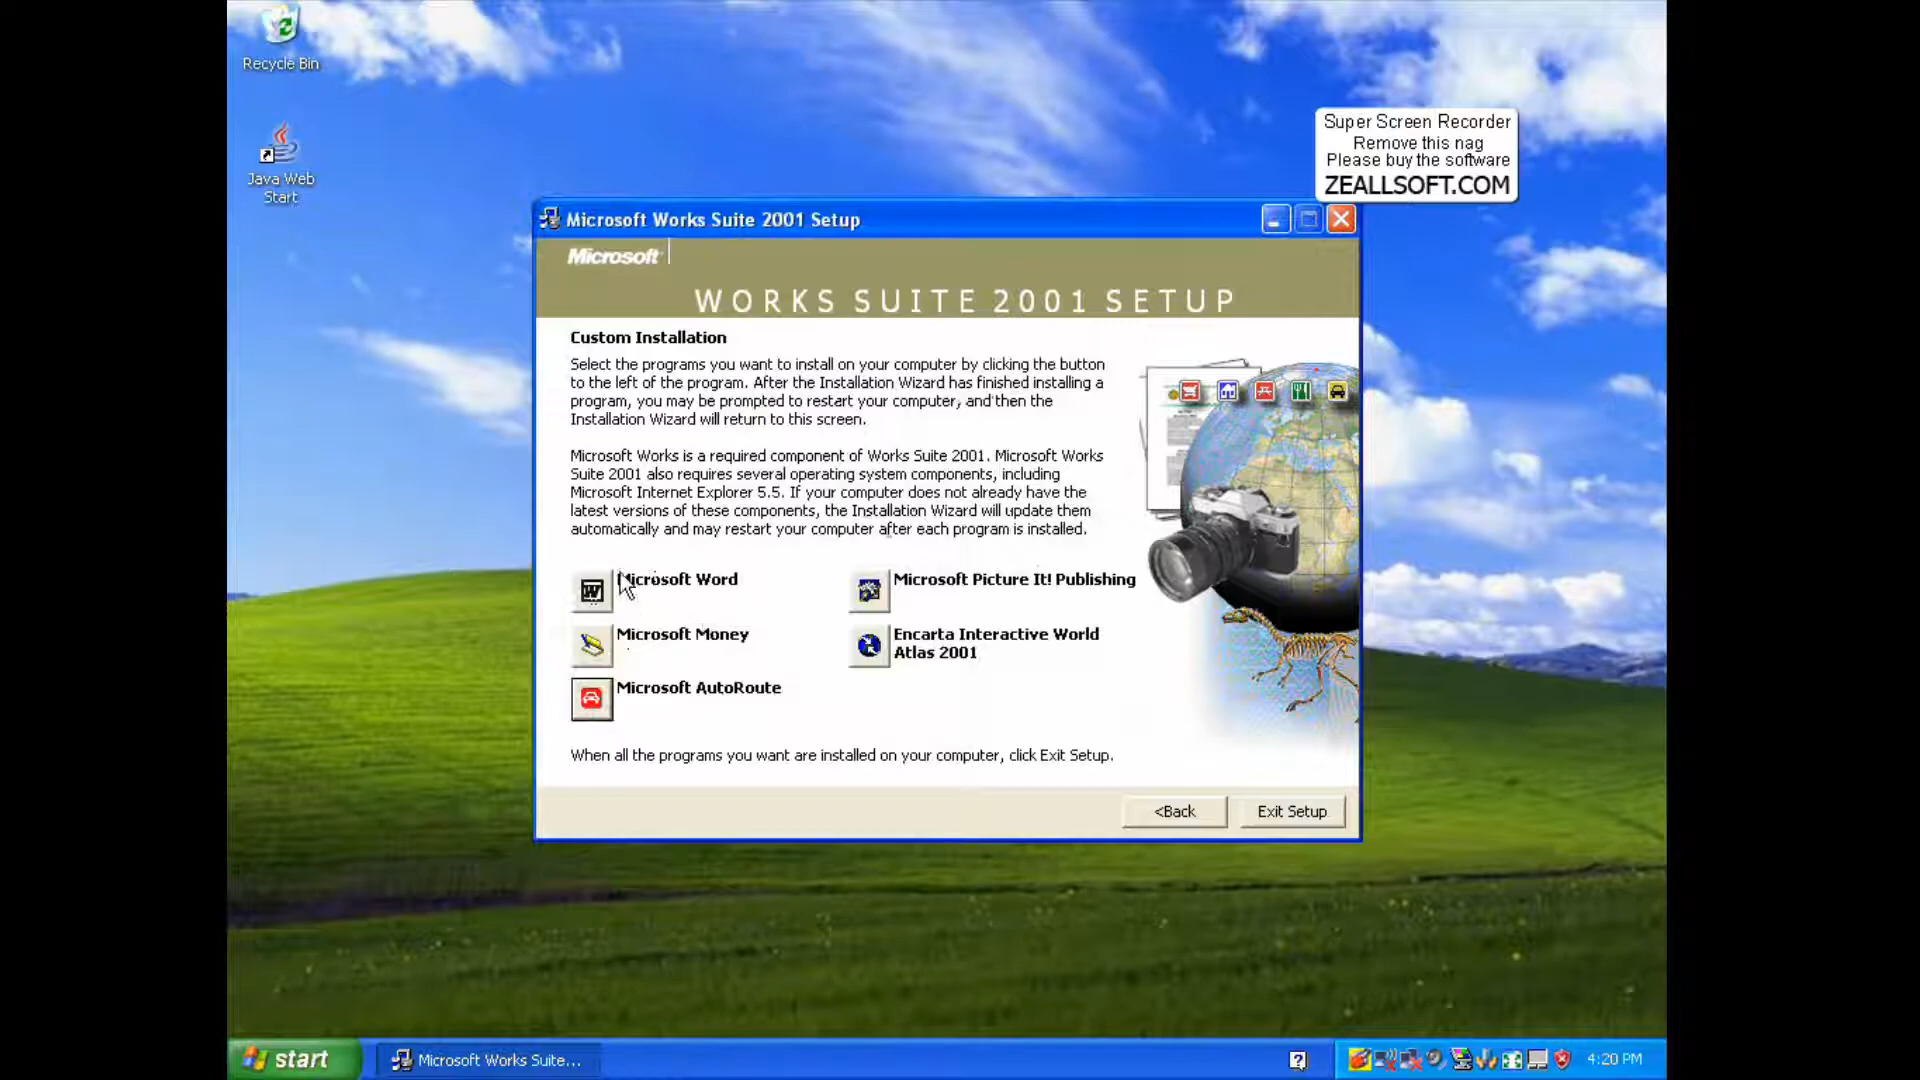 Recycle Bin
Java Web
Start
Super Screen Recorder
Remove this nag
Please buy the software
ZEALLSOFT.COM
Microsoft Works Suite 2001 Setup
Microsoft
WORKS SUITE 2001 SETUP
Custom Installation
Select the programs you want to install on your computer by clicking the button
to the left of the program. After the Installation Wizard has finished installing a
program, you may be prompted to restart your computer, and then the
Installation Wizard will return to this screen.
Microsoft Works is a required component of Works Suite 2001. Microsoft Works
Suite 2001 also requires several operating system components, including
Microsoft Internet Explorer 5.5. If your computer does not already have the
latest versions of these components, the Installation Wizard will update them
automatically and may restart your computer after each program is installed.
Microsoft Word
Microsoft Picture It! Publishing
Microsoft Money
Encarta Interactive World
Atlas 2001
Microsoft AutoRoute
When all the programs you want are installed on your computer, click Exit Setup.
<Back
Exit Setup
start
Microsoft Works Suite...
4:20 PM